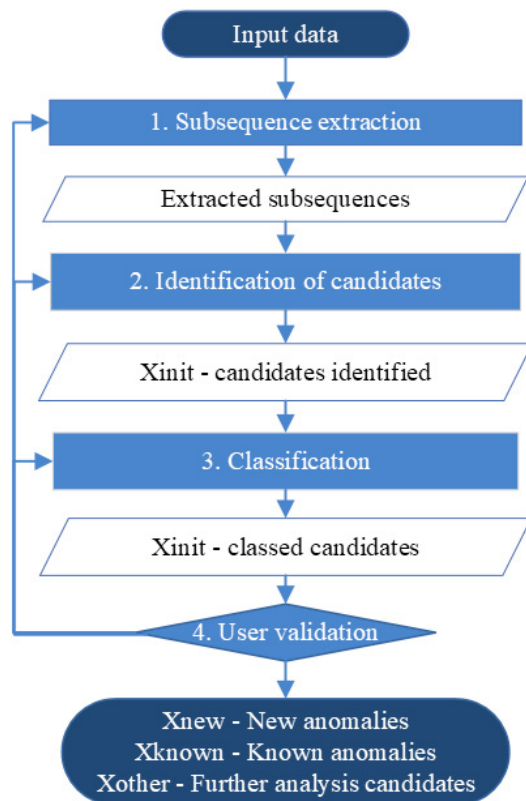 Input data
1. Subsequence extraction
Extracted subsequences
2. Identification of candidates
Xinit - candidates identified
3. Classification
Xinit - classed candidates
4. User validation
Xnew - New anomalies
Xknown - Known anomalies
Xother - Further analysis candidates